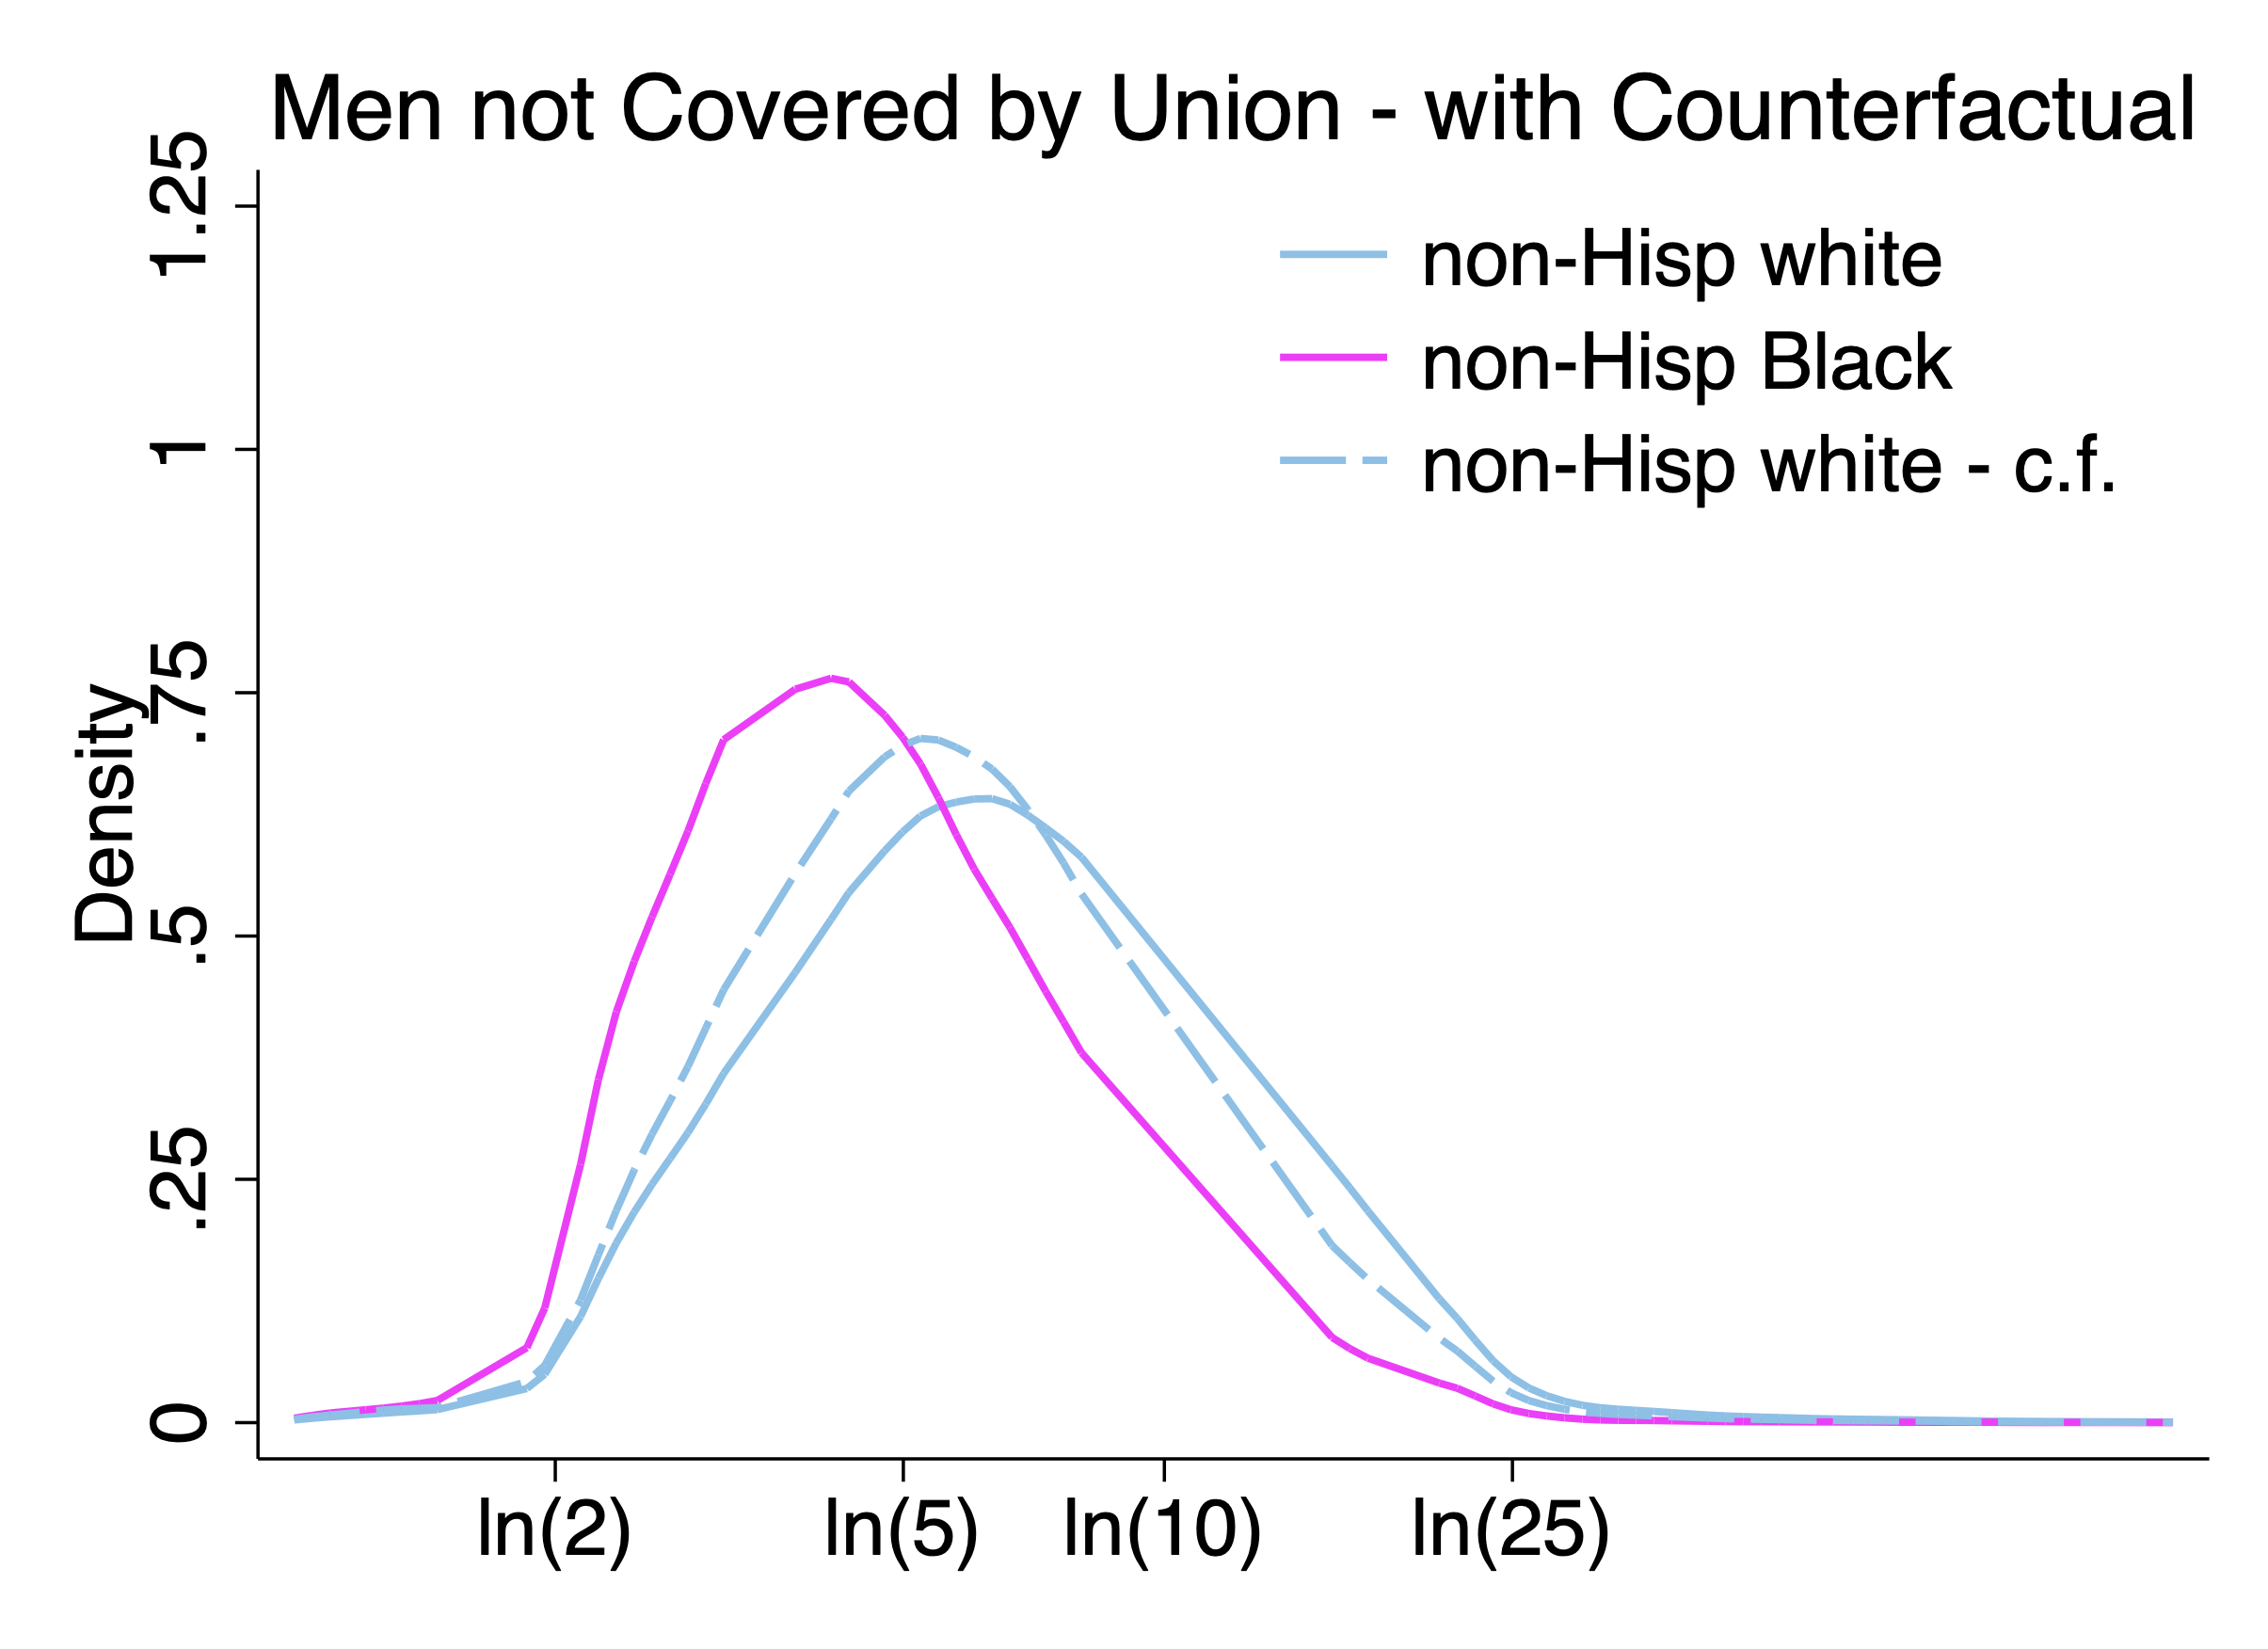 Men not Covered by Union - with Counterfactual
non-Hisp white
non-Hisp Black
non-Hisp white - c.f.
Density
1.25
1
.75
.5
.25
0
ln(2) ln(5) ln(10) ln(25)